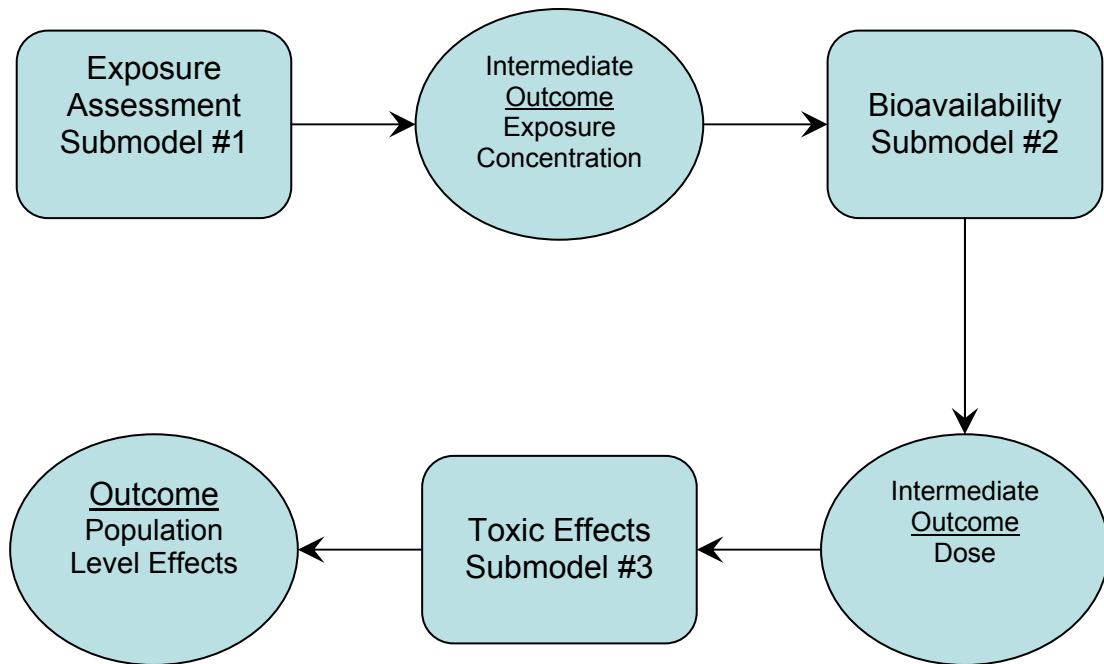 Exposure
Assessment
Submodel #1
Intermediate
Outcome
Exposure
Concentration
Bioavailability
Submodel #2
Intermediate
Outcome
Dose
Toxic Effects
Submodel #3
Outcome
Population
Level Effects